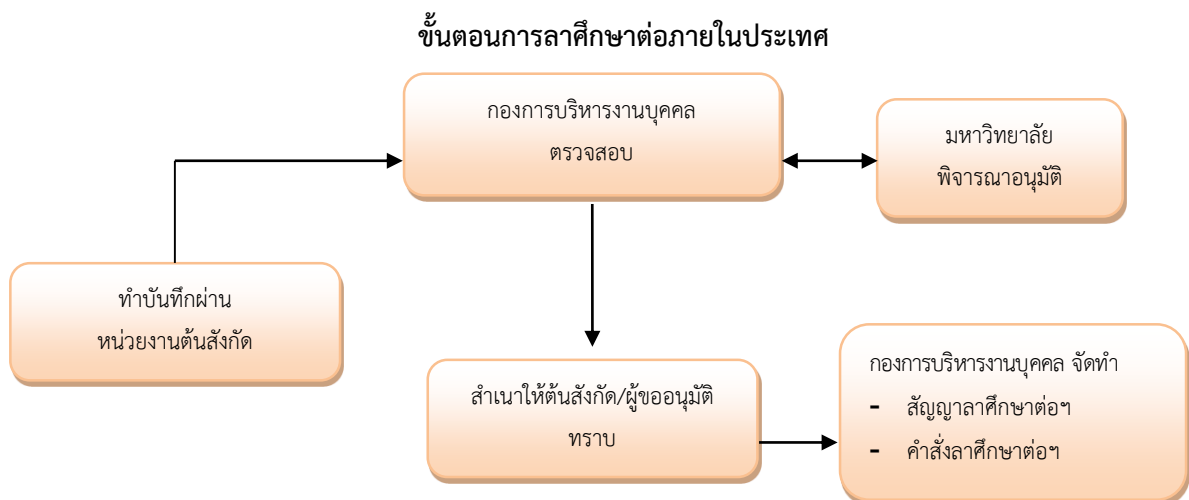 ขั้นตอนการลาศึกษาต่อภายในประเทศ
กองการบริหารงานบุคคล
ตรวจสอบ
มหาวิทยาลัย
พิจารณาอนุมัติ
ทำบันทึกผ่าน
หน่วยงานต้นสังกัด
สำเนาให้ต้นสังกัด/ผู้ขออนุมัติ
ทราบ
กองการบริหารงานบุคคล จัดทำ
- สัญญาลาศึกษาต่อฯ
- คำสั่งลาศึกษาต่อฯ